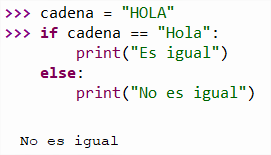 >>> cadena = "HOLA"
>>> if cadena == "Hola":
        print("Es igual")
    else:
        print("No es igual")
No es igual